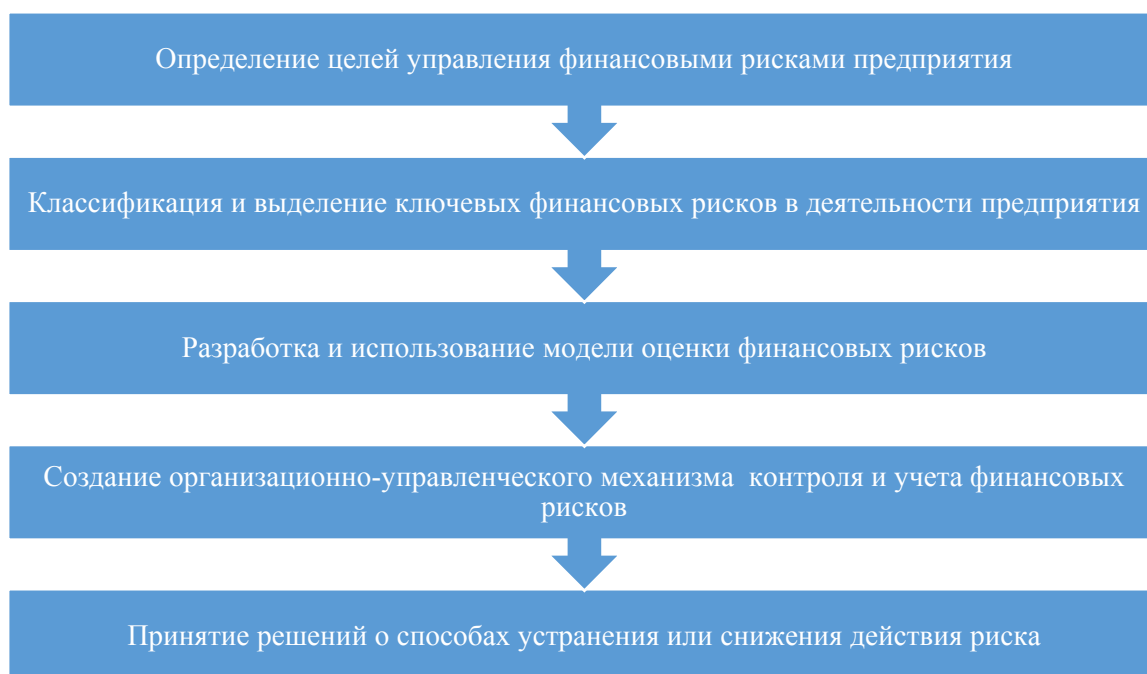 Определение целей управления финансовыми рисками предприятия
Классификация и выделение ключевых финансовых рисков в деятельности предприятия
Разработка и использование модели оценки финансовых рисков
Создание организационно-управленческого механизма  контроля и учета финансовых
рисков
Принятие решений о способах устранения или снижения действия риска